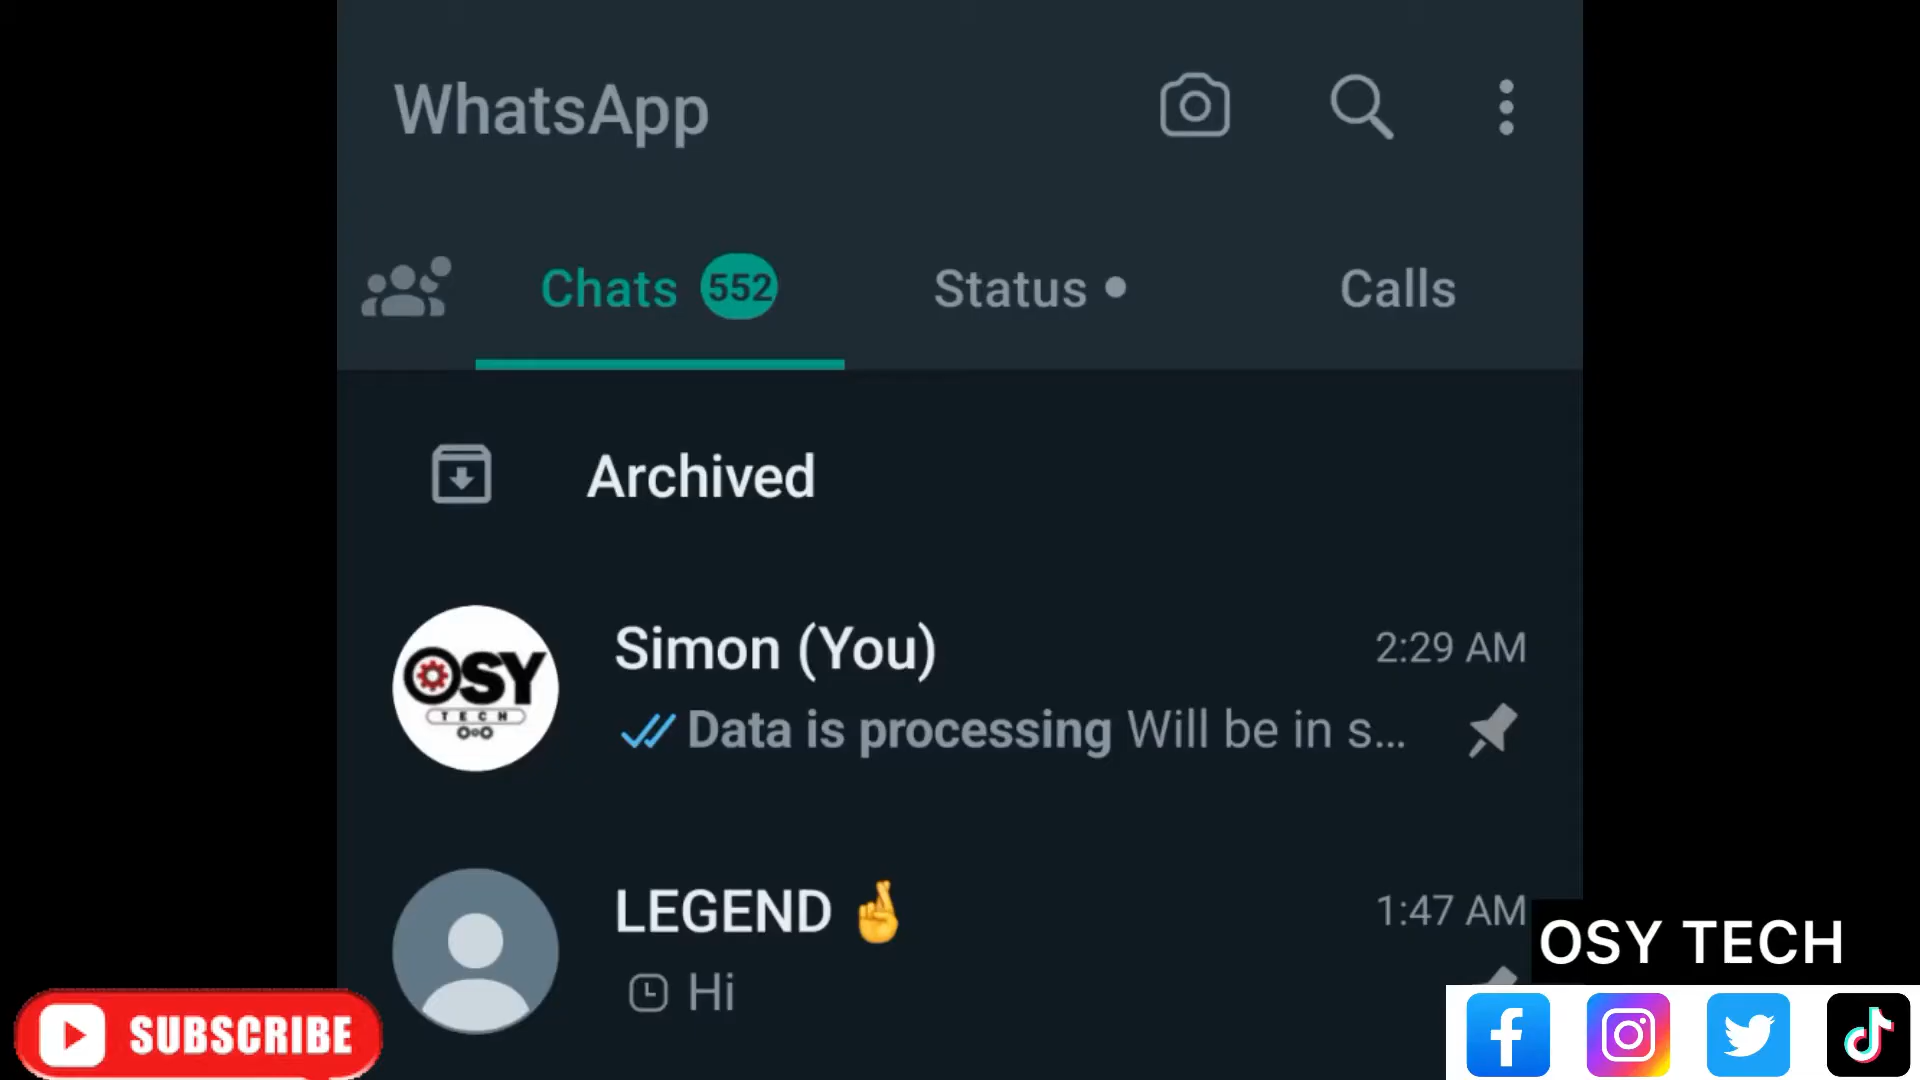 WhatsApp
Chats 552 Status Calls
Archived
Simon (You) 2:29 AM
Data is processing Will be in s...
OSY
TECH
LEGEND 🤞 1:47 AM
Hi
OSY TECH
SUBSCRIBE